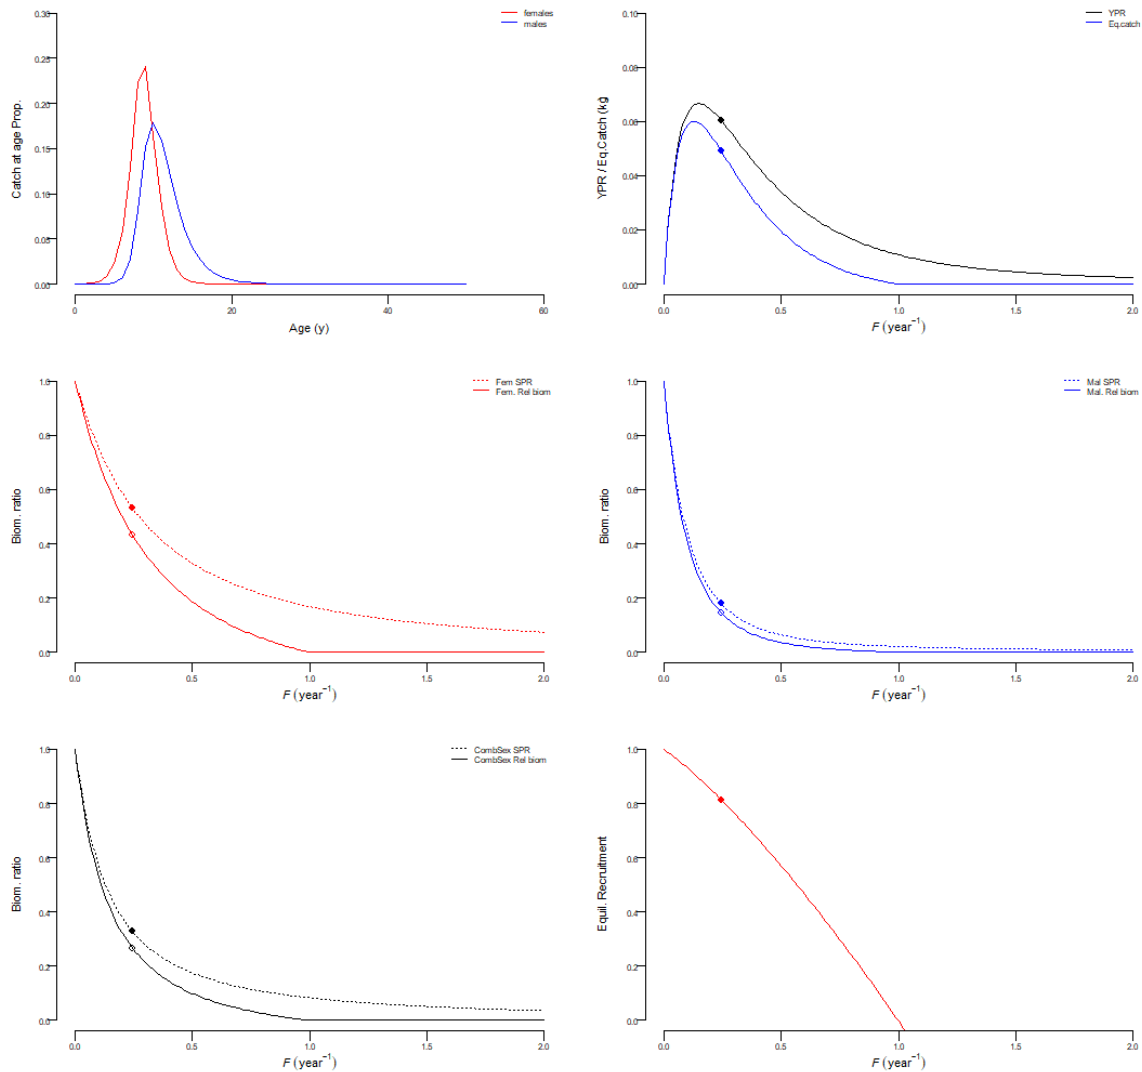 females
males
0.30
0.25
0.20
0.15
0.10
0.05
0.00
Catch at age Prop.
0 20 40 60
Age (y)
YPR
Eq.catch
0.10
0.08
0.06
0.04
0.02
0.00
YPR / Eq.Catch (kg)
0.0 0.5 1.0 1.5 2.0
F (year⁻¹)
Fem SPR
Fem. Rel biom
1.0
0.8
0.6
0.4
0.2
0.0
Biom. ratio
0.0 0.5 1.0 1.5 2.0
F (year⁻¹)
Mal SPR
Mal. Rel biom
1.0
0.8
0.6
0.4
0.2
0.0
Biom. ratio
0.0 0.5 1.0 1.5 2.0
F (year⁻¹)
CombSex SPR
CombSex Rel biom
1.0
0.8
0.6
0.4
0.2
0.0
Biom. ratio
0.0 0.5 1.0 1.5 2.0
F (year⁻¹)
1.0
0.8
0.6
0.4
0.2
0.0
Equil. Recruitment
0.0 0.5 1.0 1.5 2.0
F (year⁻¹)